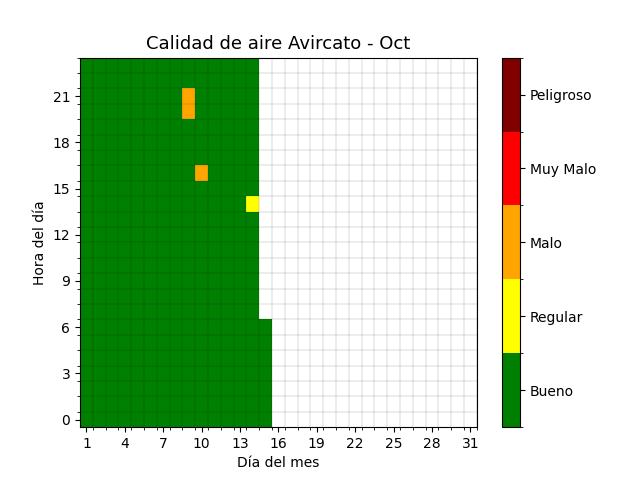 Calidad de aire Avircato - Oct
Peligroso
Muy Malo
Malo
Regular
Bueno
Hora del día
21
18
15
12
9
6
3
0
1 4 7 10 13 16 19 22 25 28 31
Día del mes